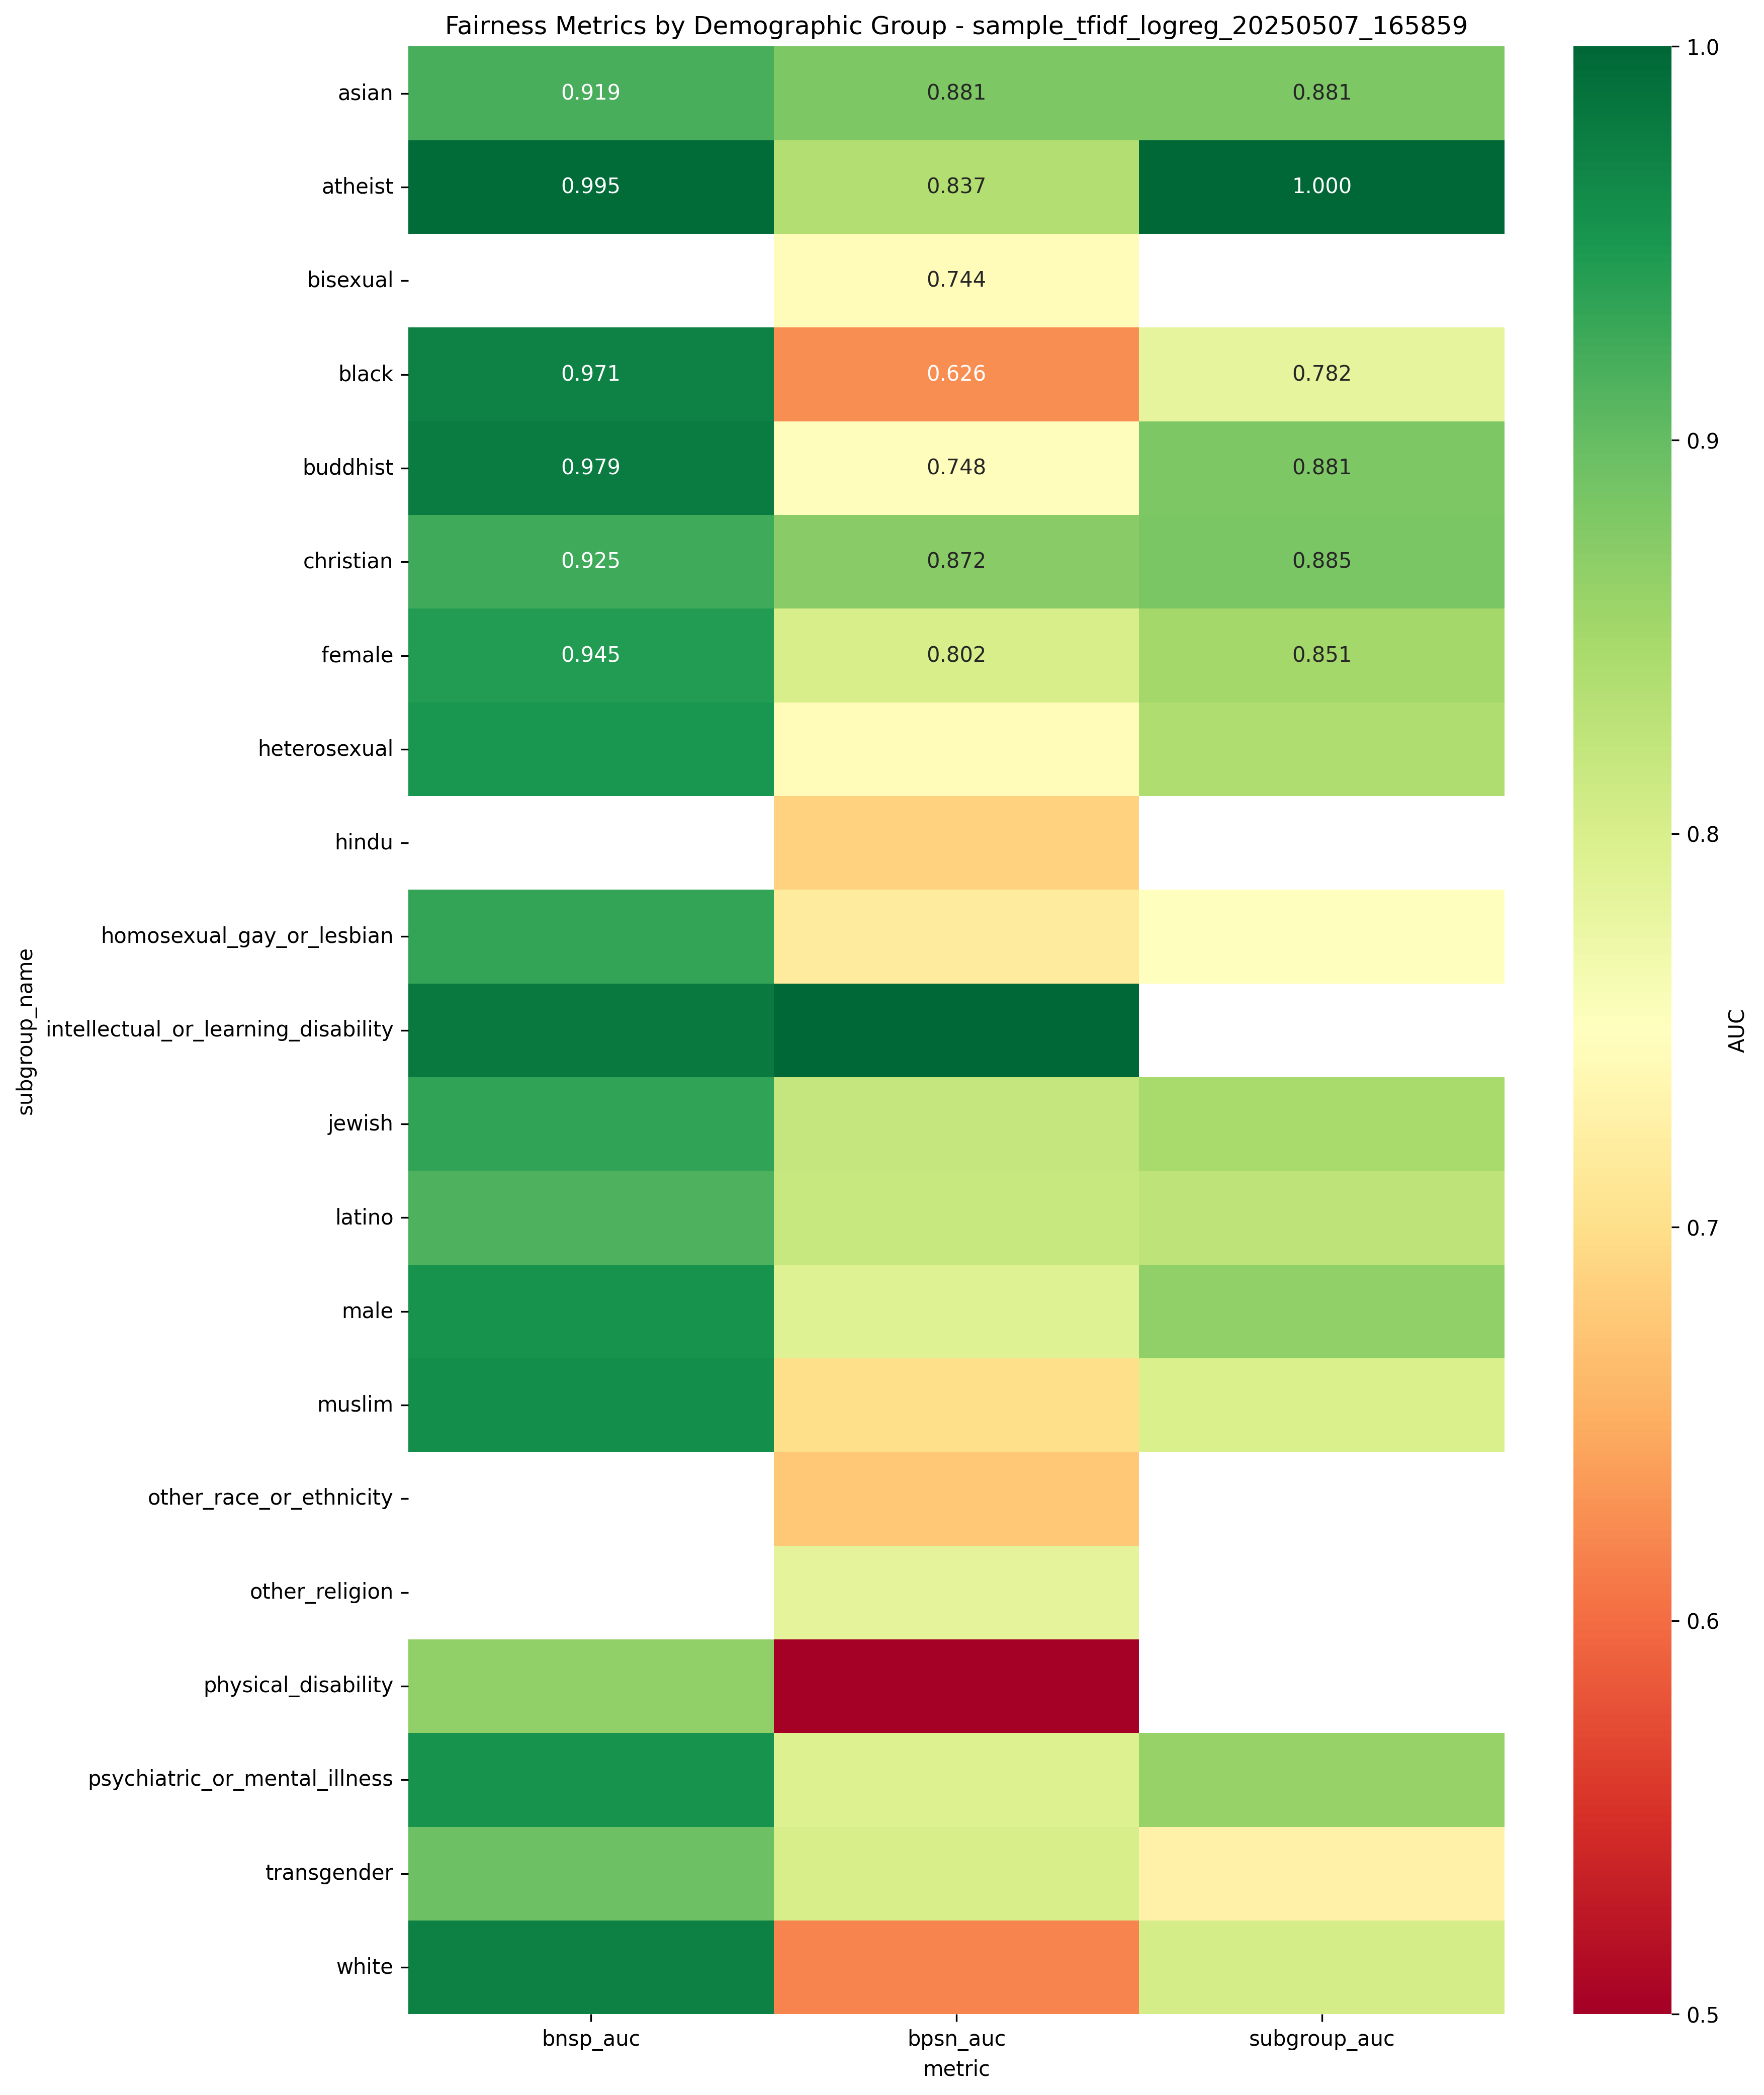 Fairness Metrics by Demographic Group - sample_tfidf_logreg_20250507_165859
asian 0.919 0.881 0.881
atheist 0.995 0.837 1.000
bisexual 0.744
black 0.971 0.626 0.782
buddhist 0.979 0.748 0.881
christian 0.925 0.872 0.885
female 0.945 0.802 0.851
heterosexual
hindu
homosexual_gay_or_lesbian
intellectual_or_learning_disability
jewish
latino
male
muslim
other_race_or_ethnicity
other_religion
physical_disability
psychiatric_or_mental_illness
transgender
white
subgroup_name
bnsp_auc bpsn_auc subgroup_auc
metric
1.0
0.9
0.8
0.7
0.6
0.5
AUC